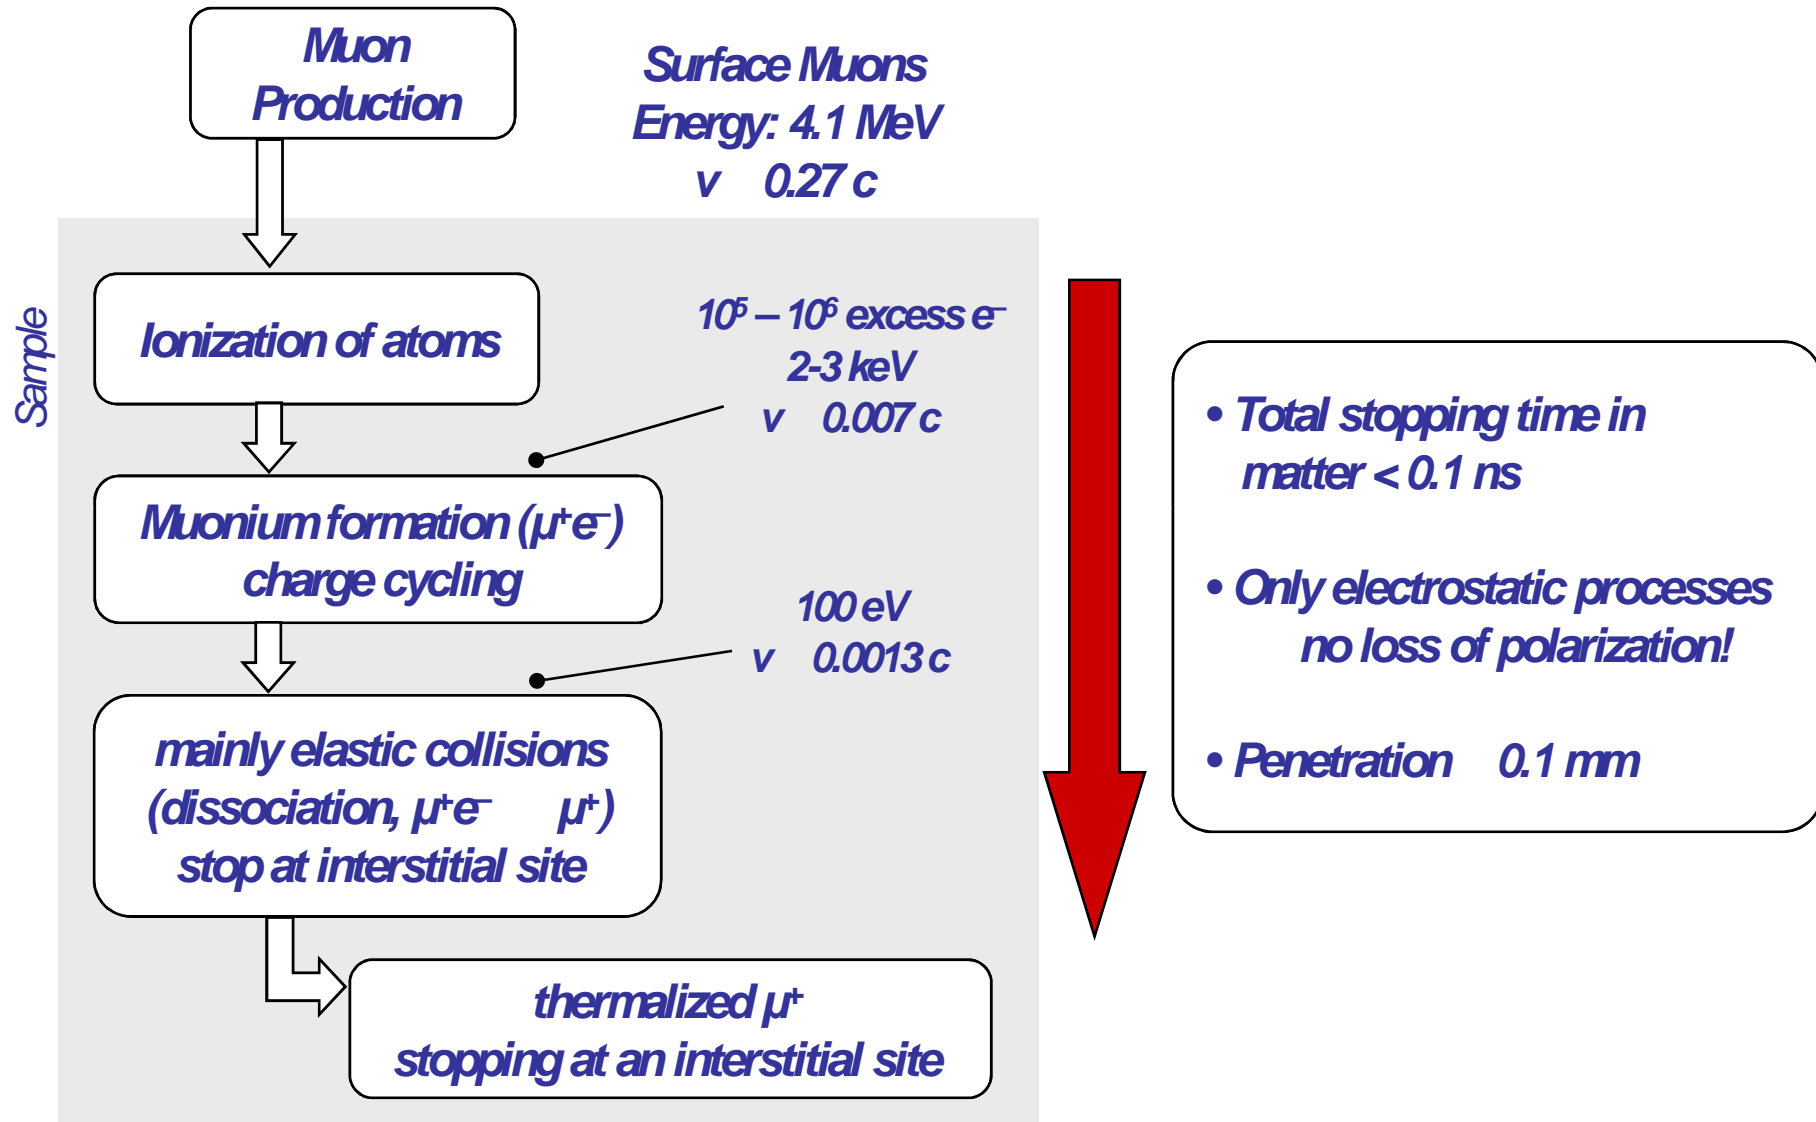 Muon
Production
Surface Muons
Energy: 4.1 MeV
v 0.27 c
Sample
Ionization of atoms
10⁵ – 10⁶ excess e⁻
2-3 keV
v 0.007 c
Muonium formation (µ⁺e⁻)
charge cycling
100 eV
v 0.0013 c
mainly elastic collisions
(dissociation, µ⁺e⁻ µ⁺)
stop at interstitial site
thermalized µ⁺
stopping at an interstitial site
• Total stopping time in
matter < 0.1 ns
• Only electrostatic processes
no loss of polarization!
• Penetration 0.1 mm